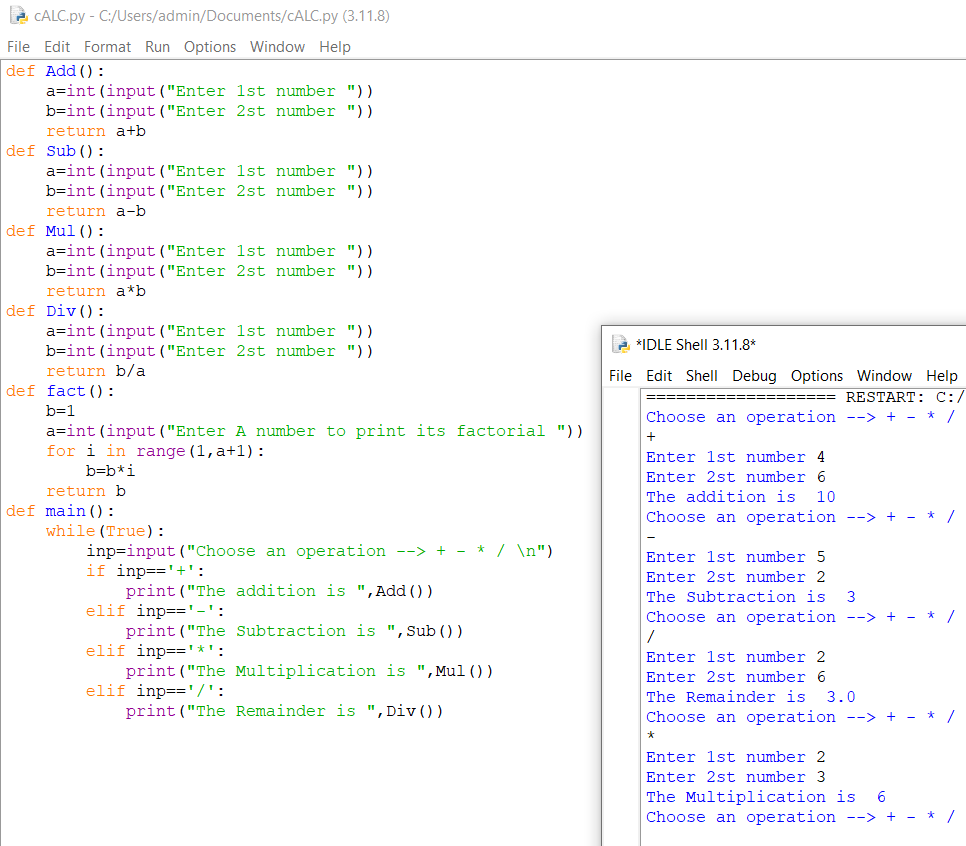 cALC.py - C:/Users/admin/Documents/cALC.py (3.11.8)
File Edit Format Run Options Window Help
def Add():
    a=int(input("Enter 1st number "))
    b=int(input("Enter 2st number "))
    return a+b
def Sub():
    a=int(input("Enter 1st number "))
    b=int(input("Enter 2st number "))
    return a-b
def Mul():
    a=int(input("Enter 1st number "))
    b=int(input("Enter 2st number "))
    return a*b
def Div():
    a=int(input("Enter 1st number "))
    b=int(input("Enter 2st number "))
    return b/a
def fact():
    b=1
    a=int(input("Enter A number to print its factorial "))
    for i in range(1,a+1):
        b=b*i
    return b
def main():
    while(True):
        inp=input("Choose an operation --> + - * / \n")
        if inp=='+':
            print("The addition is ",Add())
        elif inp=='-':
            print("The Subtraction is ",Sub())
        elif inp=='*':
            print("The Multiplication is ",Mul())
        elif inp=='/':
            print("The Remainder is ",Div())
*IDLE Shell 3.11.8*
File Edit Shell Debug Options Window Help
=================== RESTART: C:/
Choose an operation --> + - * /
+
Enter 1st number 4
Enter 2st number 6
The addition is  10
Choose an operation --> + - * /
-
Enter 1st number 5
Enter 2st number 2
The Subtraction is  3
Choose an operation --> + - * /
/
Enter 1st number 2
Enter 2st number 6
The Remainder is  3.0
Choose an operation --> + - * /
*
Enter 1st number 2
Enter 2st number 3
The Multiplication is  6
Choose an operation --> + - * /